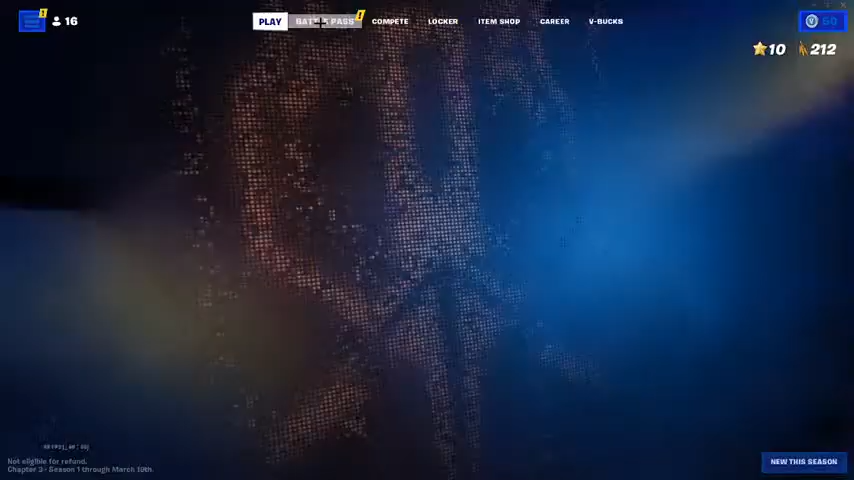 ! 16 PLAY BATTLE PASS ! COMPETE LOCKER ITEM SHOP CAREER V-BUCKS V 50
10 212
Not eligible for refund.
Chapter 3 - Season 1 through March 19th.
NEW THIS SEASON